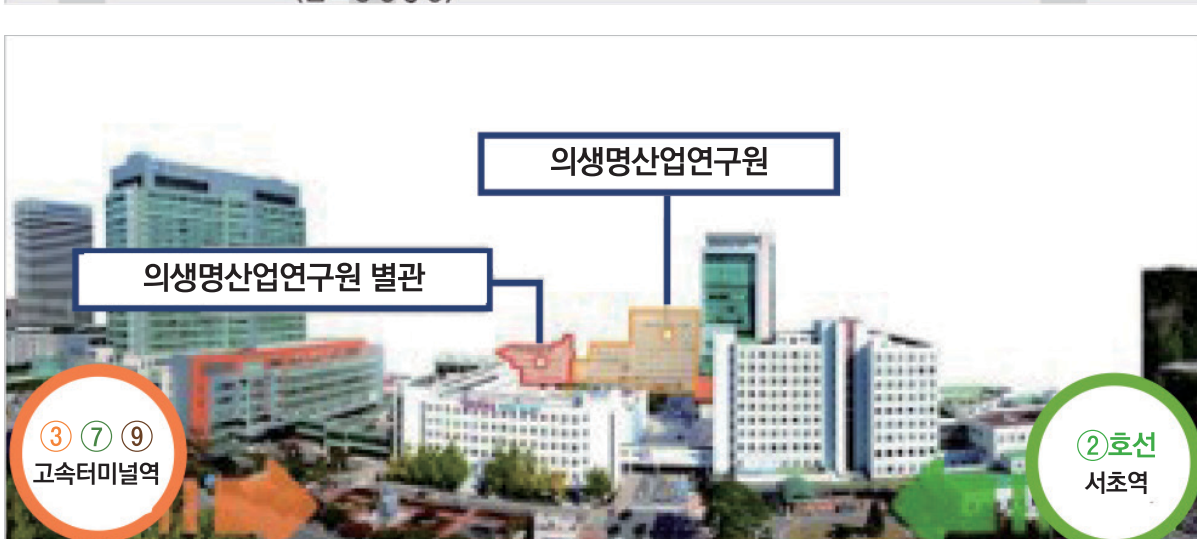 의생명산업연구원
의생명산업연구원 별관
③ ⑦ ⑨
고속터미널역
②호선
서초역